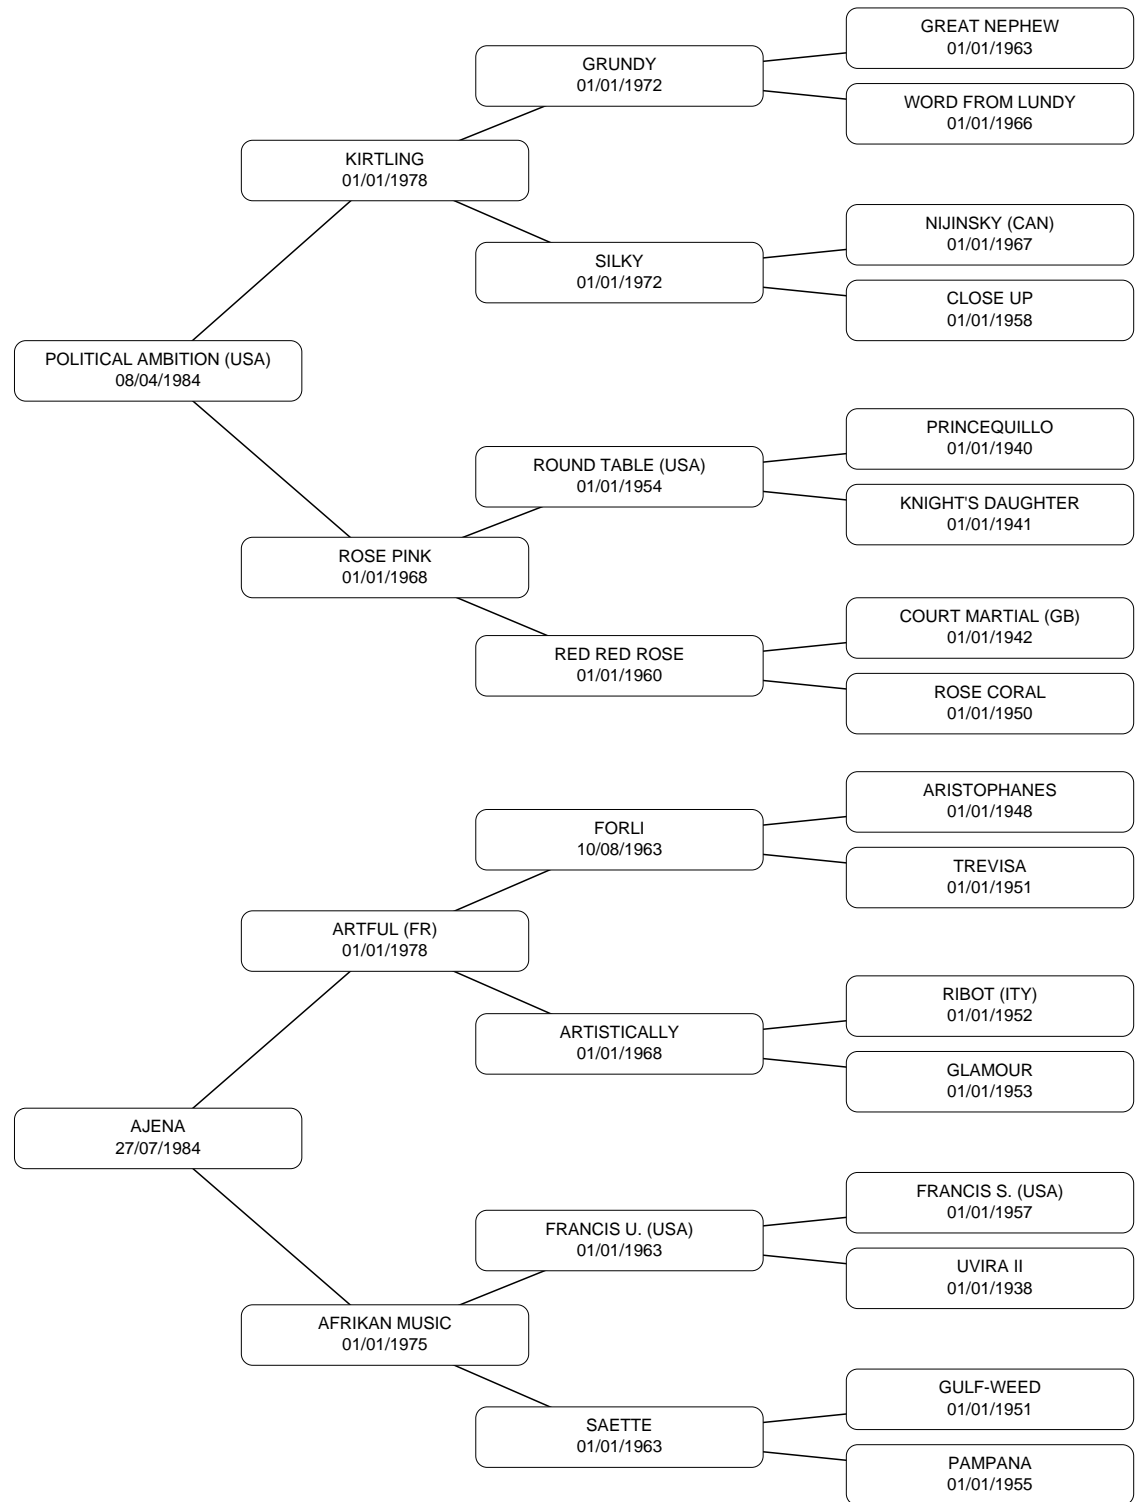 GREAT NEPHEW
01/01/1963
GRUNDY
01/01/1972
WORD FROM LUNDY
01/01/1966
KIRTLING
01/01/1978
NIJINSKY (CAN)
01/01/1967
SILKY
01/01/1972
CLOSE UP
01/01/1958
POLITICAL AMBITION (USA)
08/04/1984
PRINCEQUILLO
01/01/1940
ROUND TABLE (USA)
01/01/1954
KNIGHT'S DAUGHTER
01/01/1941
ROSE PINK
01/01/1968
COURT MARTIAL (GB)
01/01/1942
RED RED ROSE
01/01/1960
ROSE CORAL
01/01/1950
ARISTOPHANES
01/01/1948
FORLI
10/08/1963
TREVISA
01/01/1951
ARTFUL (FR)
01/01/1978
RIBOT (ITY)
01/01/1952
ARTISTICALLY
01/01/1968
GLAMOUR
01/01/1953
AJENA
27/07/1984
FRANCIS S. (USA)
01/01/1957
FRANCIS U. (USA)
01/01/1963
UVIRA II
01/01/1938
AFRIKAN MUSIC
01/01/1975
GULF-WEED
01/01/1951
SAETTE
01/01/1963
PAMPANA
01/01/1955